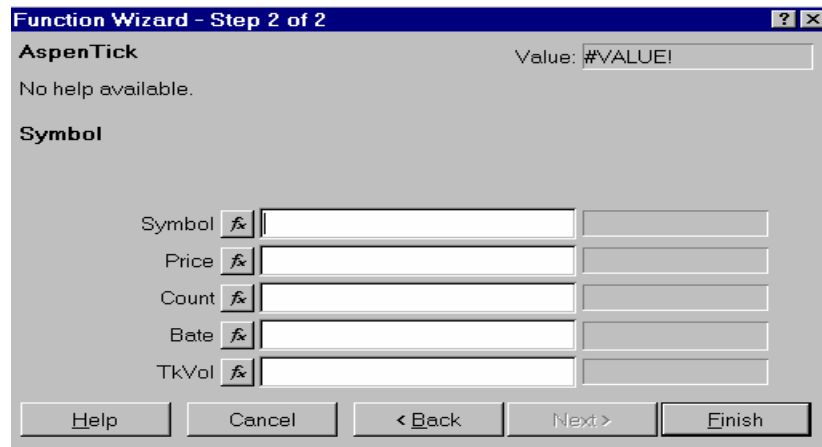 Function Wizard - Step 2 of 2
AspenTick
Value: #VALUE!
No help available.
Symbol
Symbol fx
Price fx
Count fx
Bate fx
TkVol fx
Help Cancel < Back Next > Finish